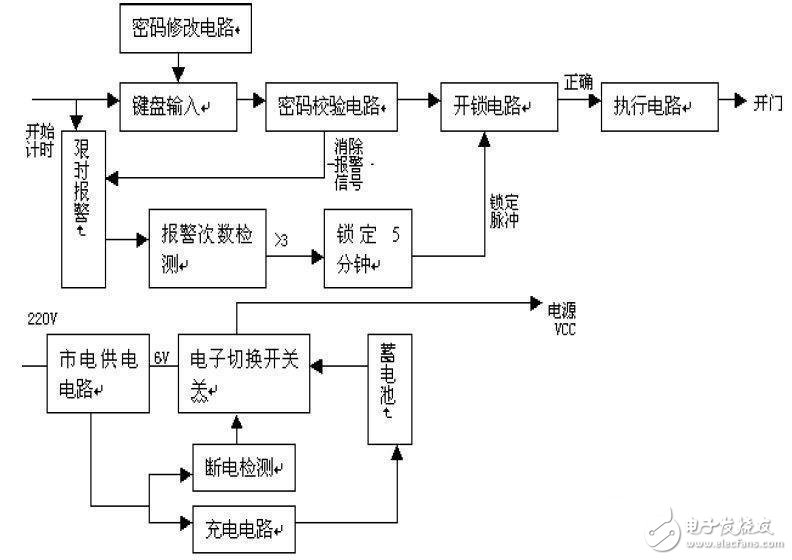 密码修改电路
键盘输入
密码校验电路
开锁电路
正确
执行电路
开门
开始
计时
限时报警
消除
报警
信号
报警次数检
测
>3
锁定 5
分钟
锁定
脉冲
220V
市电供电
电路
6V
电子切换开关
关
蓄电池
电源
VCC
断电检测
充电电路
电子发烧友
www.elecfans.com